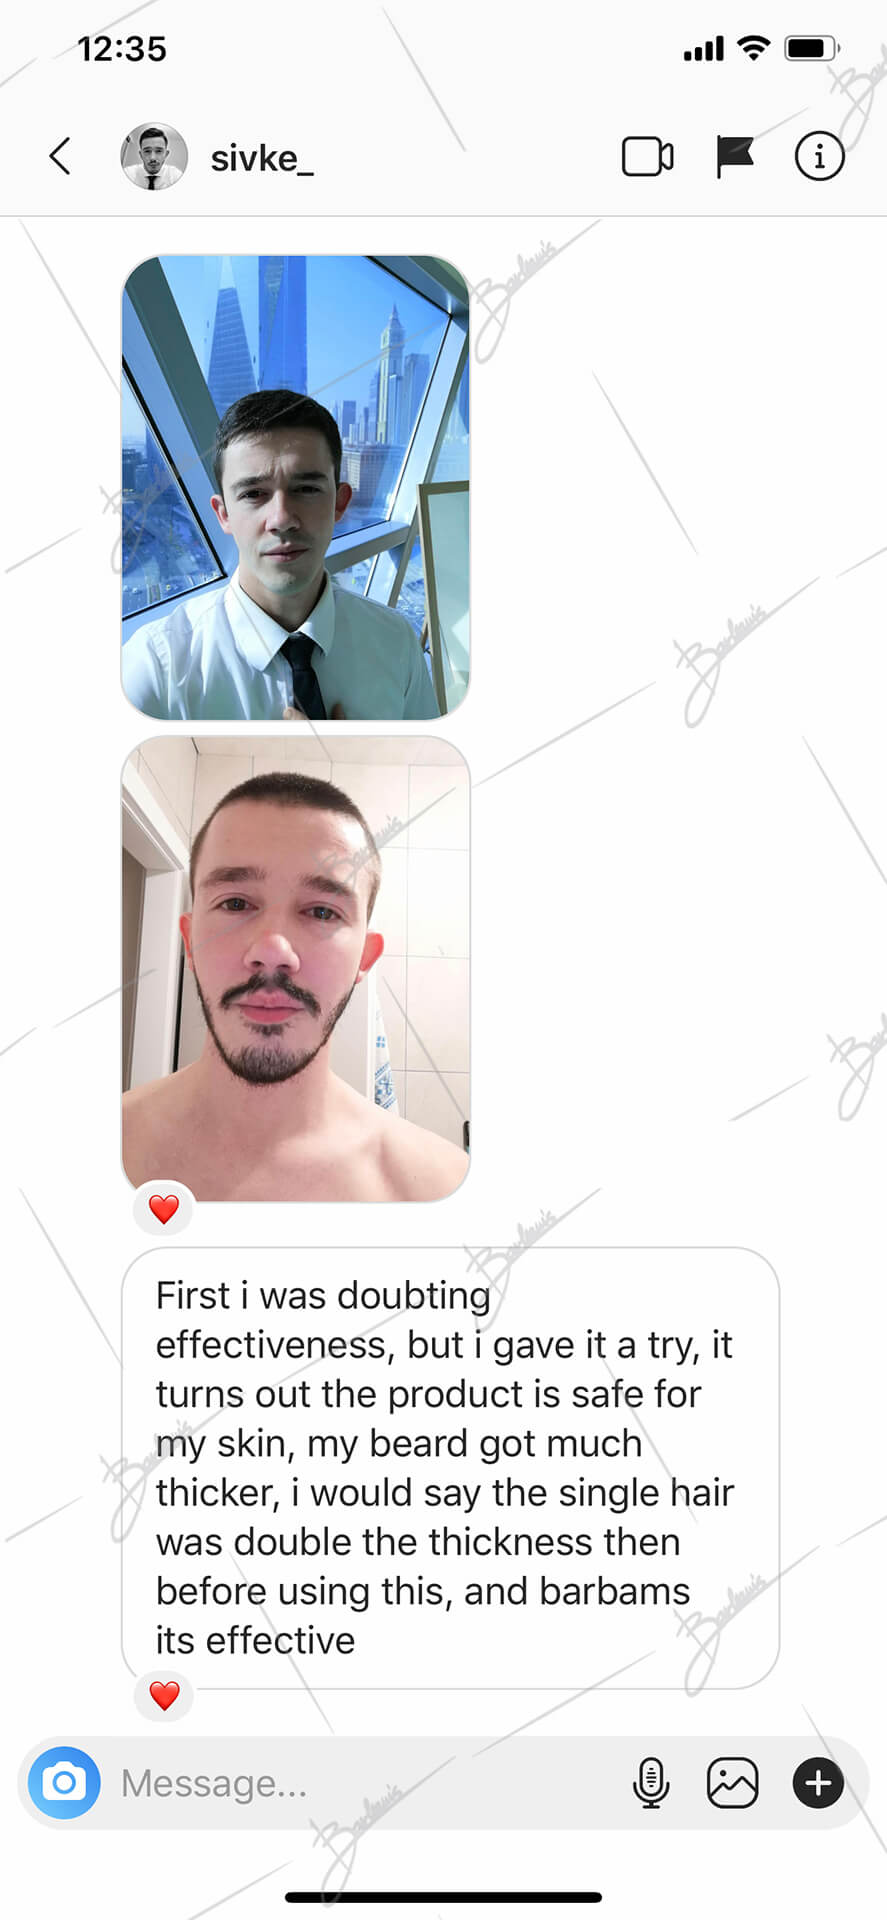 12:35
sivke_
First i was doubting
effectiveness, but i gave it a try, it
turns out the product is safe for
my skin, my beard got much
thicker, i would say the single hair
was double the thickness then
before using this, and barbams
its effective
Message...